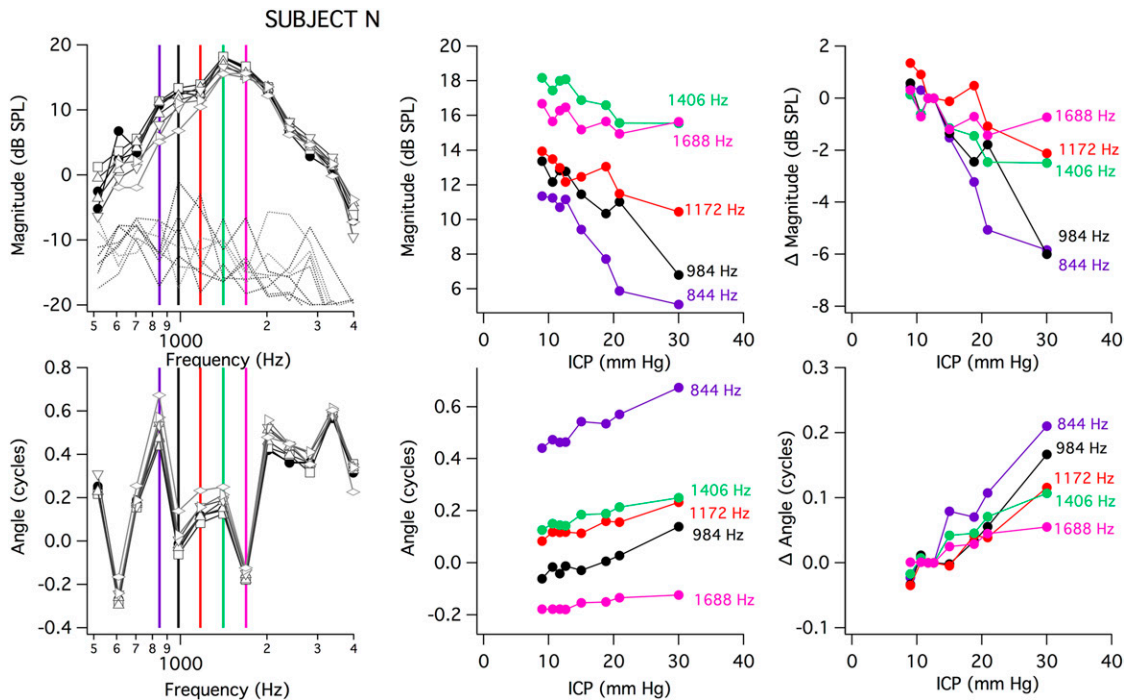 SUBJECT N
Magnitude (dB SPL)
20
10
0
-10
-20
5 6 7 8 9 1000 2 3 4
Frequency (Hz)
Magnitude (dB SPL)
20
18
16
14
12
10
8
6
1406 Hz
1688 Hz
1172 Hz
984 Hz
844 Hz
0 10 20 30 40
ICP (mm Hg)
Δ Magnitude (dB SPL)
2
0
-2
-4
-6
-8
1688 Hz
1172 Hz
1406 Hz
984 Hz
844 Hz
0 10 20 30 40
ICP (mm Hg)
Angle (cycles)
0.8
0.6
0.4
0.2
0.0
-0.2
-0.4
5 6 7 8 9 1000 2 3 4
Frequency (Hz)
Angle (cycles)
0.6
0.4
0.2
0.0
-0.2
844 Hz
1406 Hz
1172 Hz
984 Hz
1688 Hz
0 10 20 30 40
ICP (mm Hg)
Δ Angle (cycles)
0.3
0.2
0.1
0.0
-0.1
844 Hz
984 Hz
1172 Hz
1406 Hz
1688 Hz
0 10 20 30 40
ICP (mm Hg)